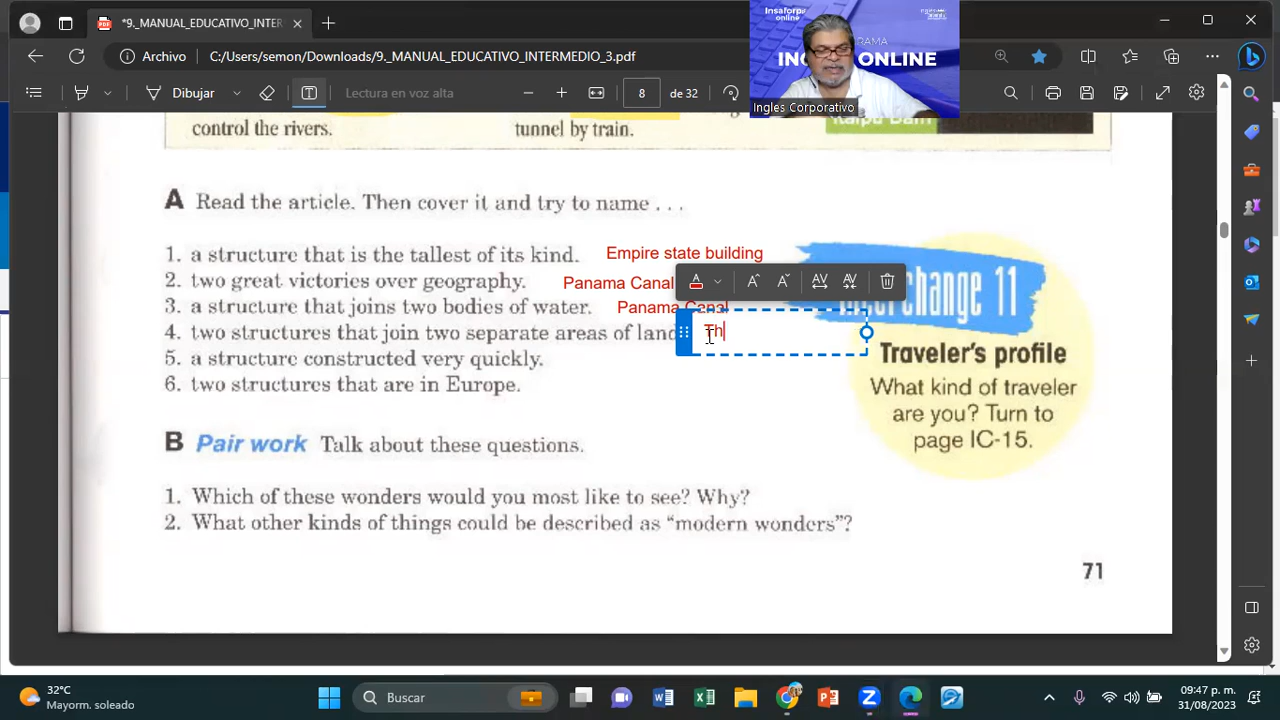 *9._MANUAL_EDUCATIVO_INTER
Insaforp
online
INGLES ONLINE
Ingles Corporativo
Archivo
C:/Users/semon/Downloads/9._MANUAL_EDUCATIVO_INTERMEDIO_3.pdf
Dibujar
Lectura en voz alta
8
de 32
control the rivers.
tunnel by train.
A Read the article. Then cover it and try to name . . .
1. a structure that is the tallest of its kind. Empire state building
2. two great victories over geography. Panama Canal
3. a structure that joins two bodies of water. Panama Canal
4. two structures that join two separate areas of land Th
5. a structure constructed very quickly.
6. two structures that are in Europe.
Interchange 11
Traveler's profile
What kind of traveler
are you? Turn to
page IC-15.
B Pair work Talk about these questions.
1. Which of these wonders would you most like to see? Why?
2. What other kinds of things could be described as “modern wonders”?
71
32°C
Mayorm. soleado
Buscar
09:47 p. m.
31/08/2023